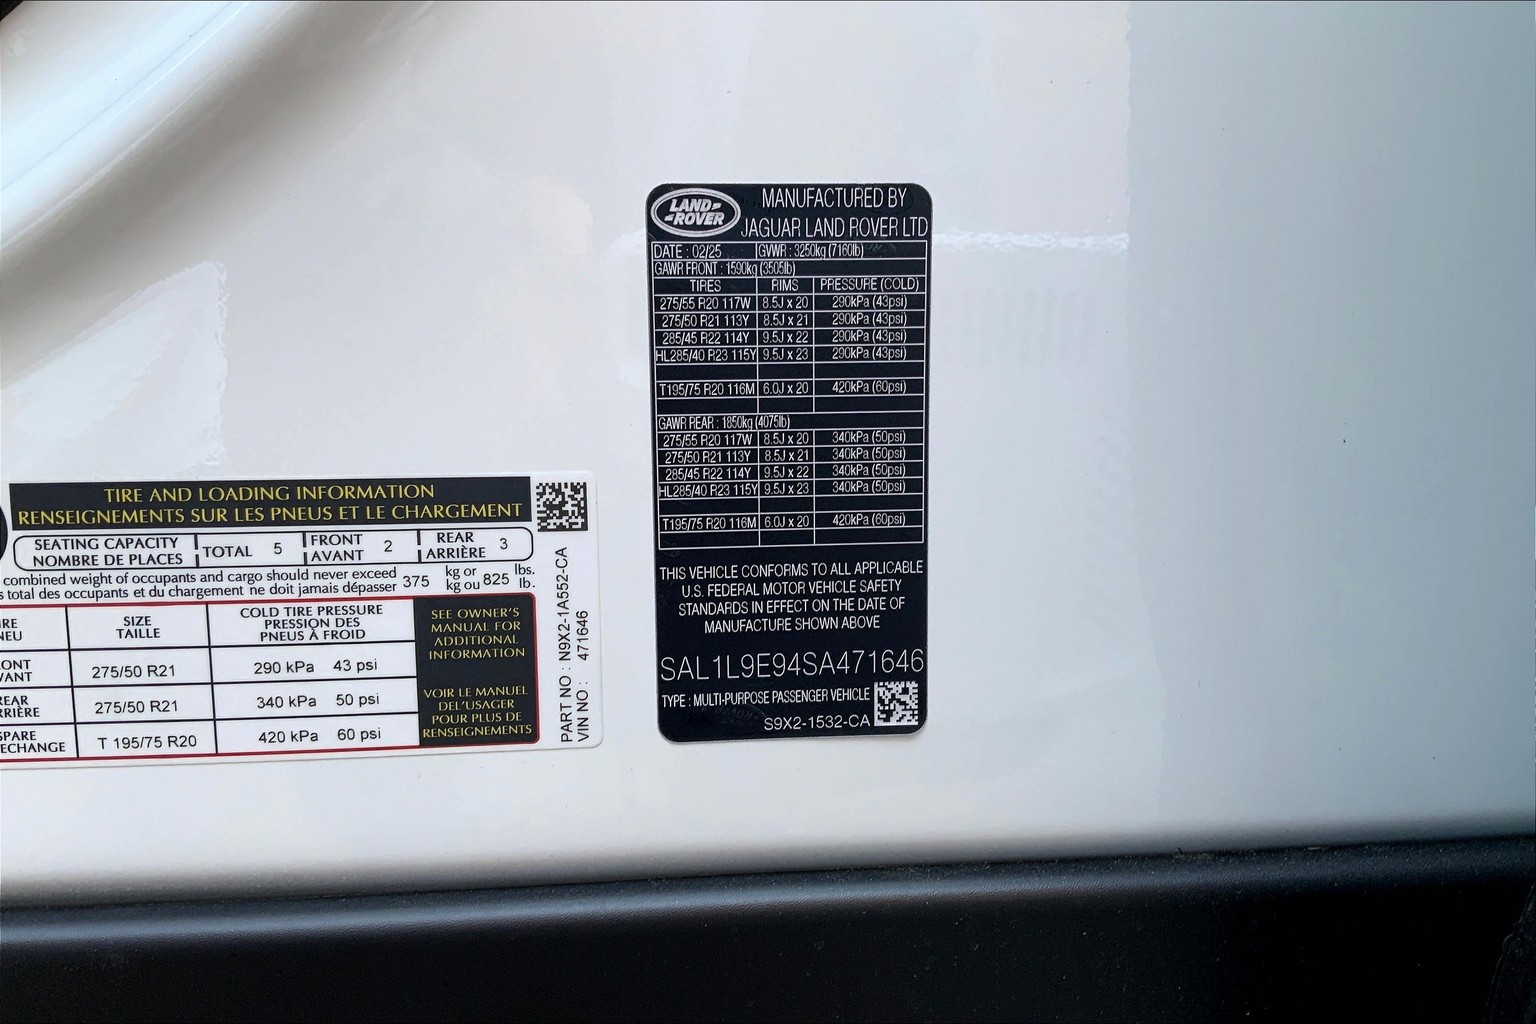 TIRE AND LOADING INFORMATION
RENSEIGNEMENTS SUR LES PNEUS ET LE CHARGEMENT
SEATING CAPACITY
NOMBRE DE PLACES
TOTAL 5
FRONT
AVANT 2
REAR
ARRIÈRE 3
combined weight of occupants and cargo should never exceed 375 kg or 825 lbs.
total des occupants et du chargement ne doit jamais dépasser kg ou lb.
SIZE
TAILLE
COLD TIRE PRESSURE
PRESSION DES
PNEUS À FROID
275/50 R21 290 kPa 43 psi
REAR 275/50 R21 340 kPa 50 psi
T 195/75 R20 420 kPa 60 psi
SEE OWNER'S
MANUAL FOR
ADDITIONAL
INFORMATION
VOIR LE MANUEL
DEL'USAGER
POUR PLUS DE
RENSEIGNEMENTS
PART NO : N9X2-1A552-CA
VIN NO : 471646
LAND
ROVER
MANUFACTURED BY
JAGUAR LAND ROVER LTD
DATE : 02/25 GVWR : 3250kg (7160lb)
GAWR FRONT : 1590kg (3505lb)
TIRES RIMS PRESSURE (COLD)
275/55 R20 117W 8.5J x 20 290kPa (43psi)
275/50 R21 113Y 8.5J x 21 290kPa (43psi)
285/45 R22 114Y 9.5J x 22 290kPa (43psi)
HL285/40 R23 115Y 9.5J x 23 290kPa (43psi)
T195/75 R20 116M 6.0J x 20 420kPa (60psi)
GAWR REAR : 1850kg (4075lb)
275/55 R20 117W 8.5J x 20 340kPa (50psi)
275/50 R21 113Y 8.5J x 21 340kPa (50psi)
285/45 R22 114Y 9.5J x 22 340kPa (50psi)
HL285/40 R23 115Y 9.5J x 23 340kPa (50psi)
T195/75 R20 116M 6.0J x 20 420kPa (60psi)
THIS VEHICLE CONFORMS TO ALL APPLICABLE
U.S. FEDERAL MOTOR VEHICLE SAFETY
STANDARDS IN EFFECT ON THE DATE OF
MANUFACTURE SHOWN ABOVE
SAL1L9E94SA471646
TYPE : MULTI-PURPOSE PASSENGER VEHICLE
S9X2-1532-CA